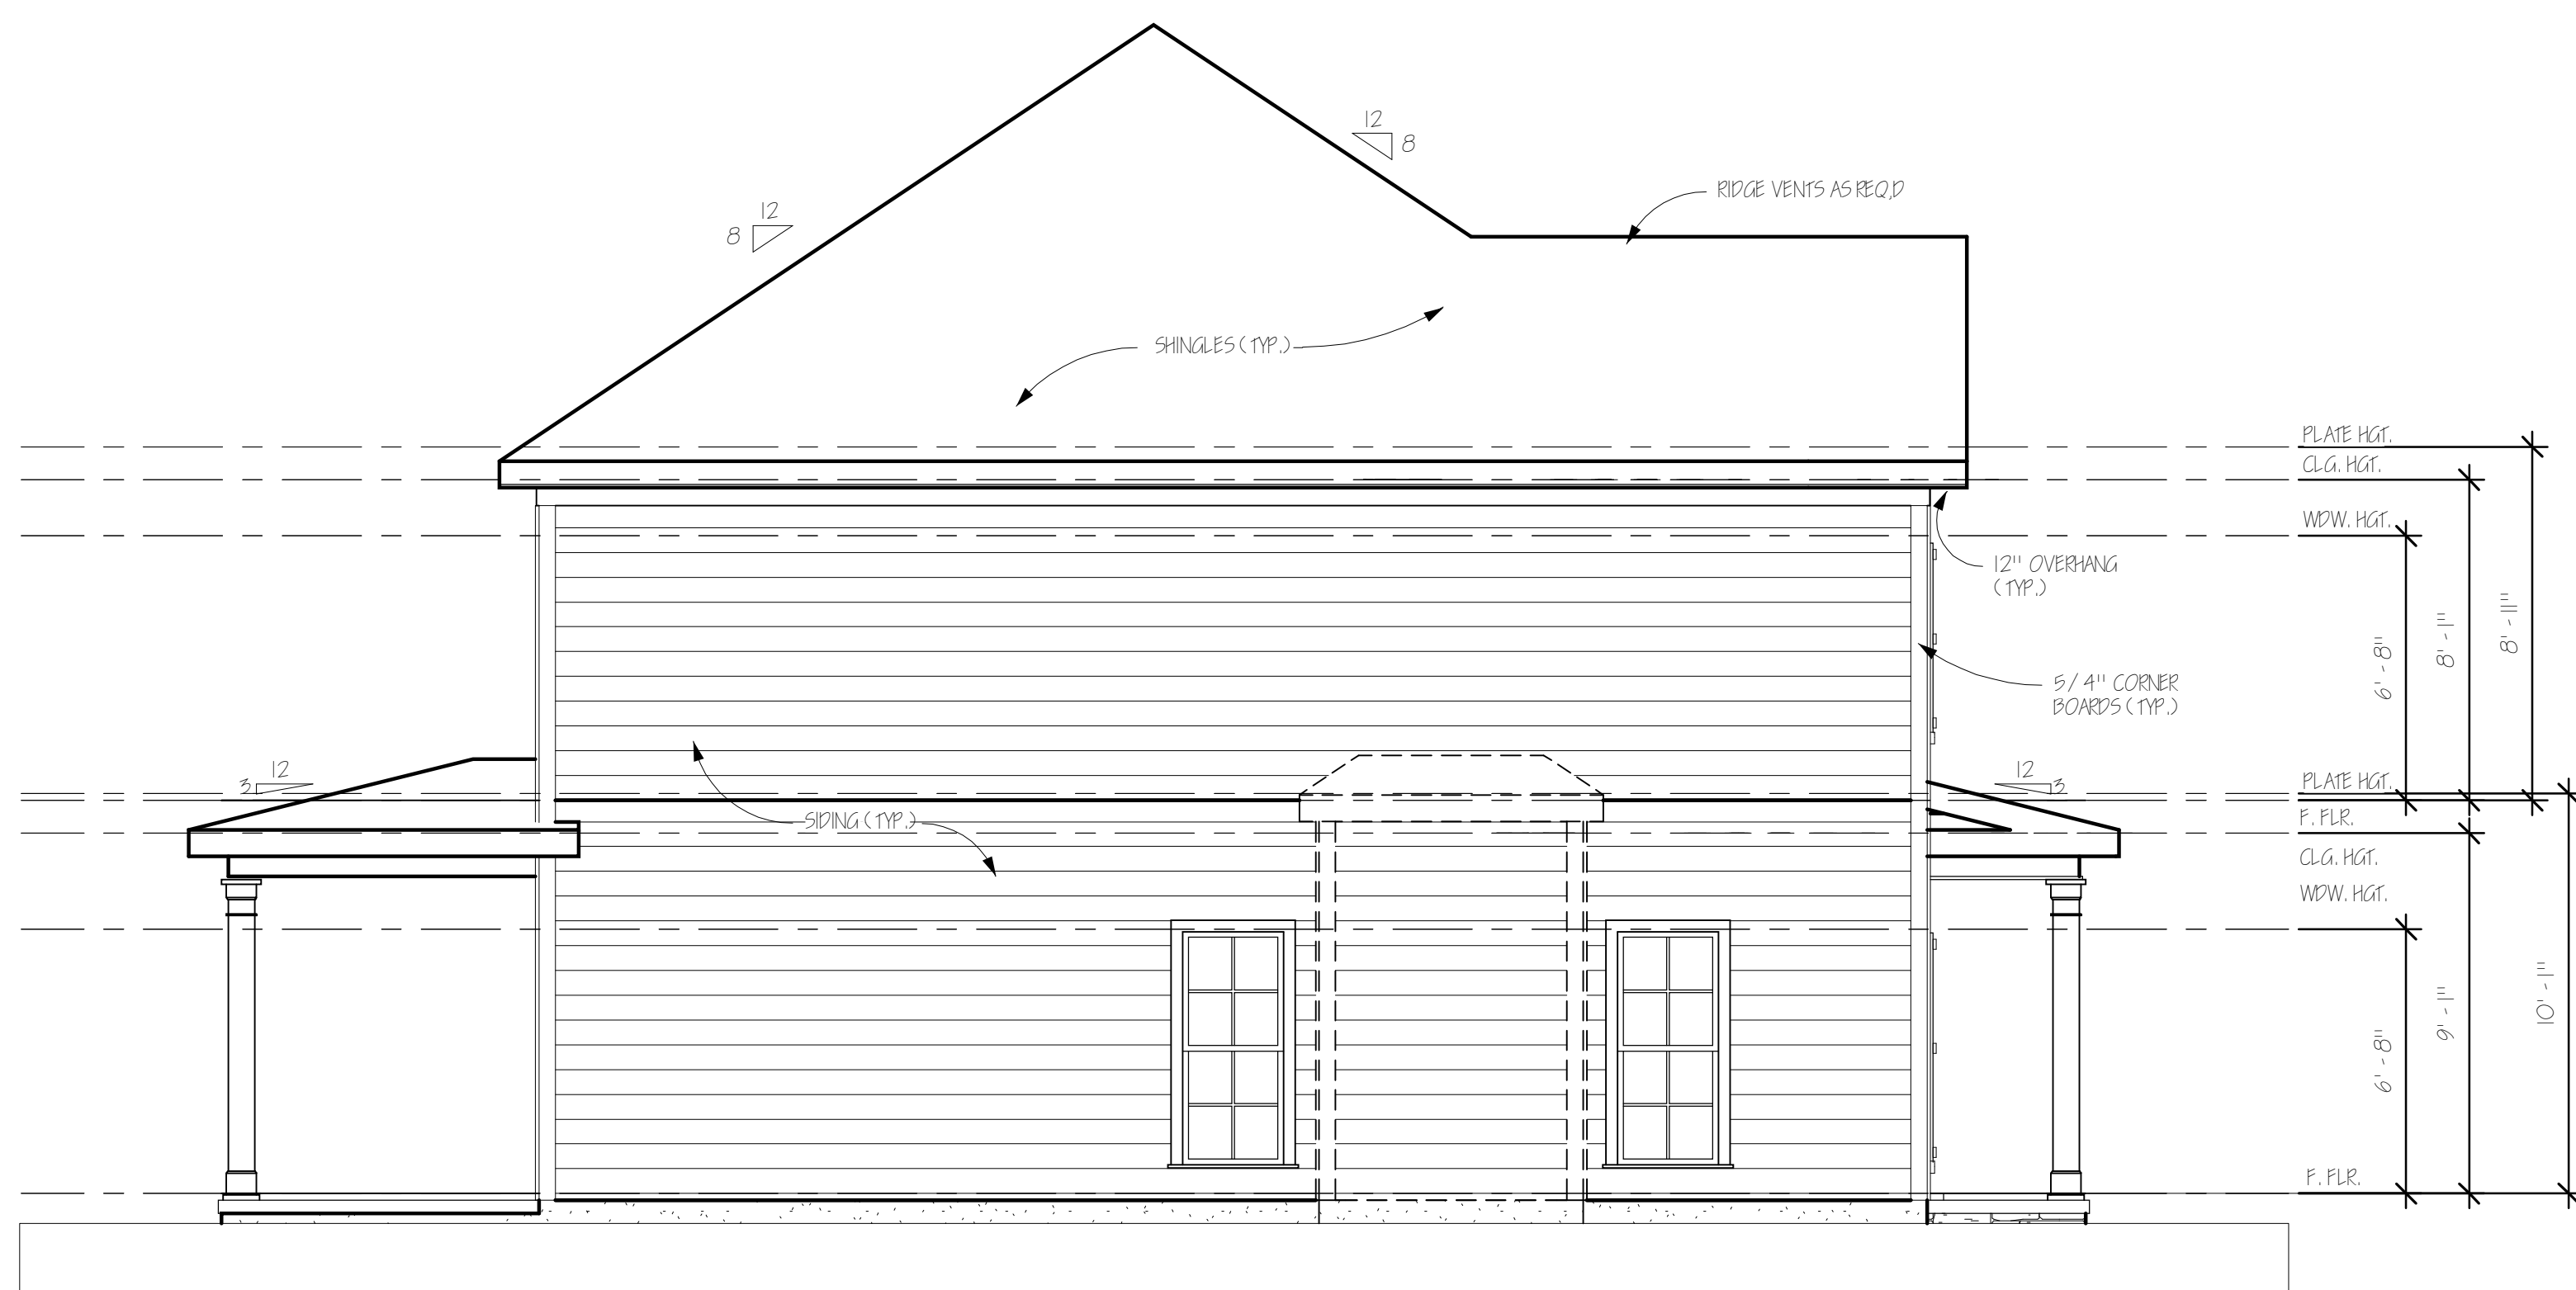 12
8
RIDGE VENTS AS REQ,D
12
8
SHINGLES ( TYP.)
PLATE HGT.
CLG. HGT.
WDW. HGT.
12" OVERHANG
( TYP.)
8' - 11"
8' - 1"
6' - 8"
5/ 4" CORNER
BOARDS ( TYP.)
12
3
12
3
PLATE HGT.
SIDING ( TYP.)
F. FLR.
CLG. HGT.
WDW. HGT.
10' - 1"
9' - 1"
6' - 8"
F. FLR.